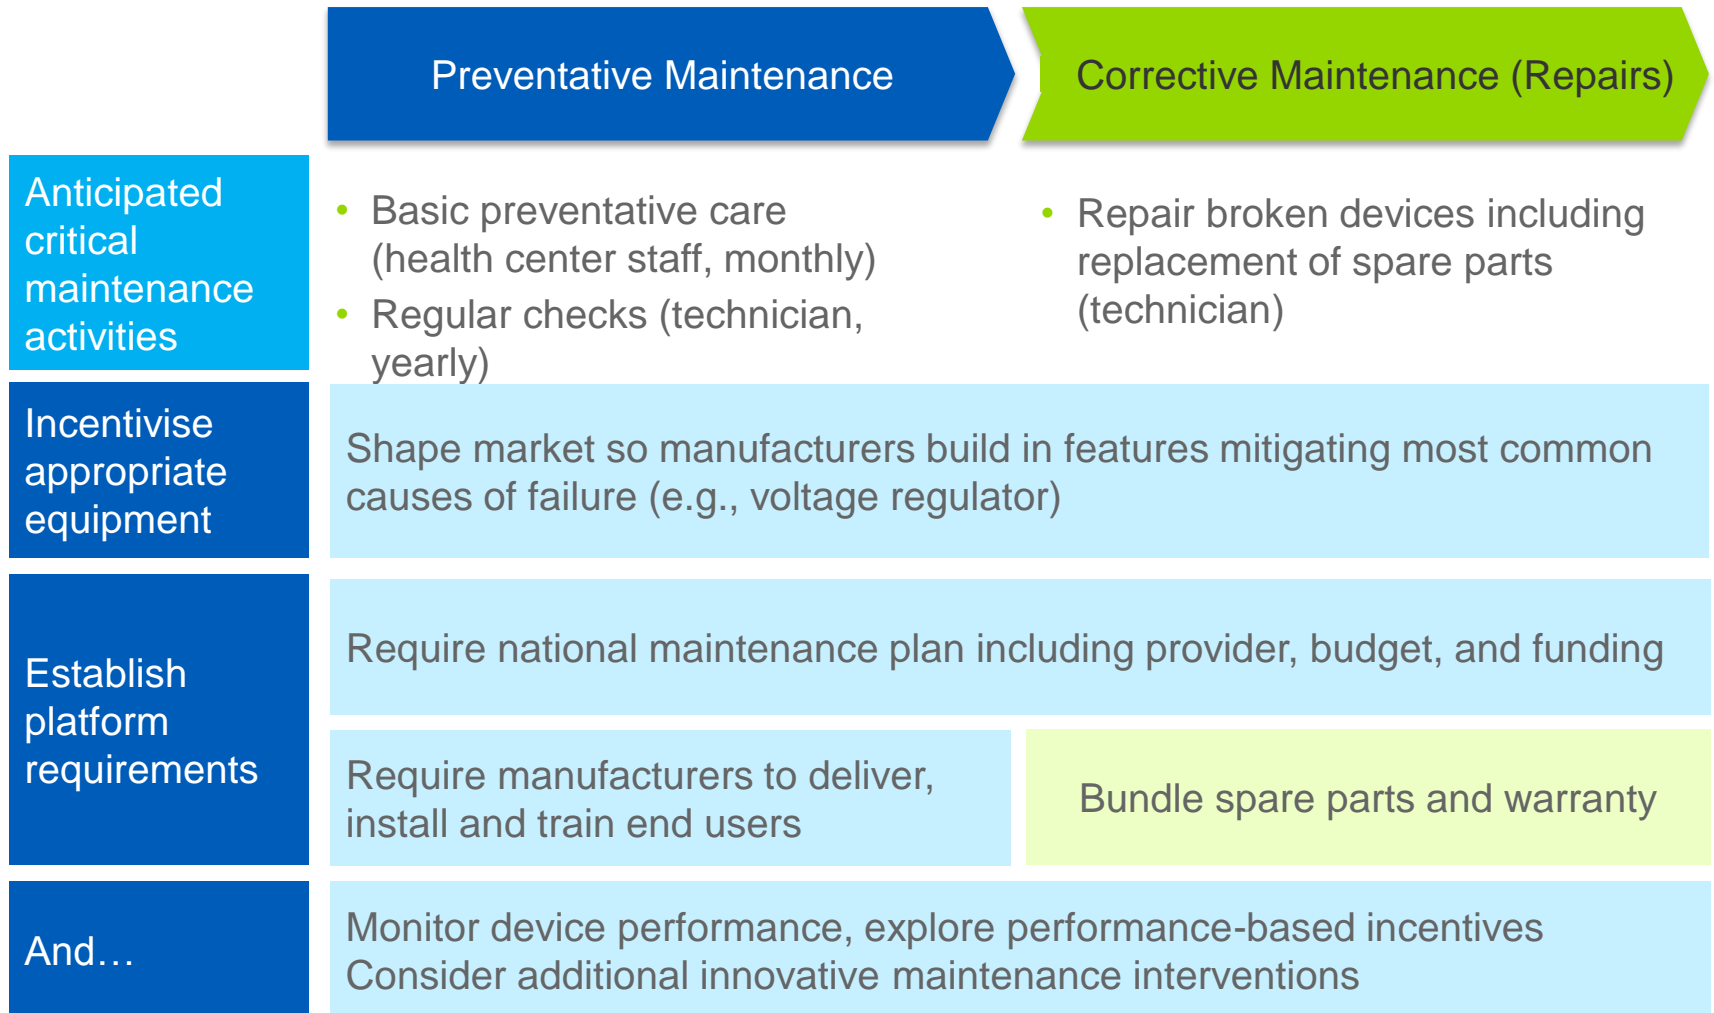 Preventative Maintenance
Corrective Maintenance (Repairs)
Anticipated
critical
maintenance
activities
• Basic preventative care
(health center staff, monthly)
• Regular checks (technician,
yearly)
• Repair broken devices including
replacement of spare parts
(technician)
Incentivise
appropriate
equipment
Shape market so manufacturers build in features mitigating most common
causes of failure (e.g., voltage regulator)
Establish
platform
requirements
Require national maintenance plan including provider, budget, and funding
Require manufacturers to deliver,
install and train end users
Bundle spare parts and warranty
And…
Monitor device performance, explore performance-based incentives
Consider additional innovative maintenance interventions